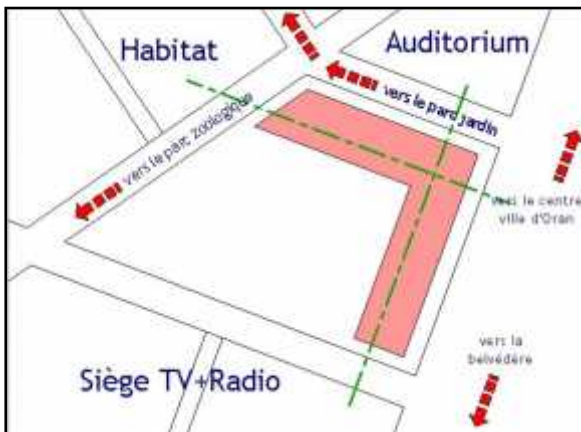 Habitat
Auditorium
vers le parc zoologique
vers le parc jardin
vers le centre
ville d'Oran
vers la
belvédère
Siège TV+Radio